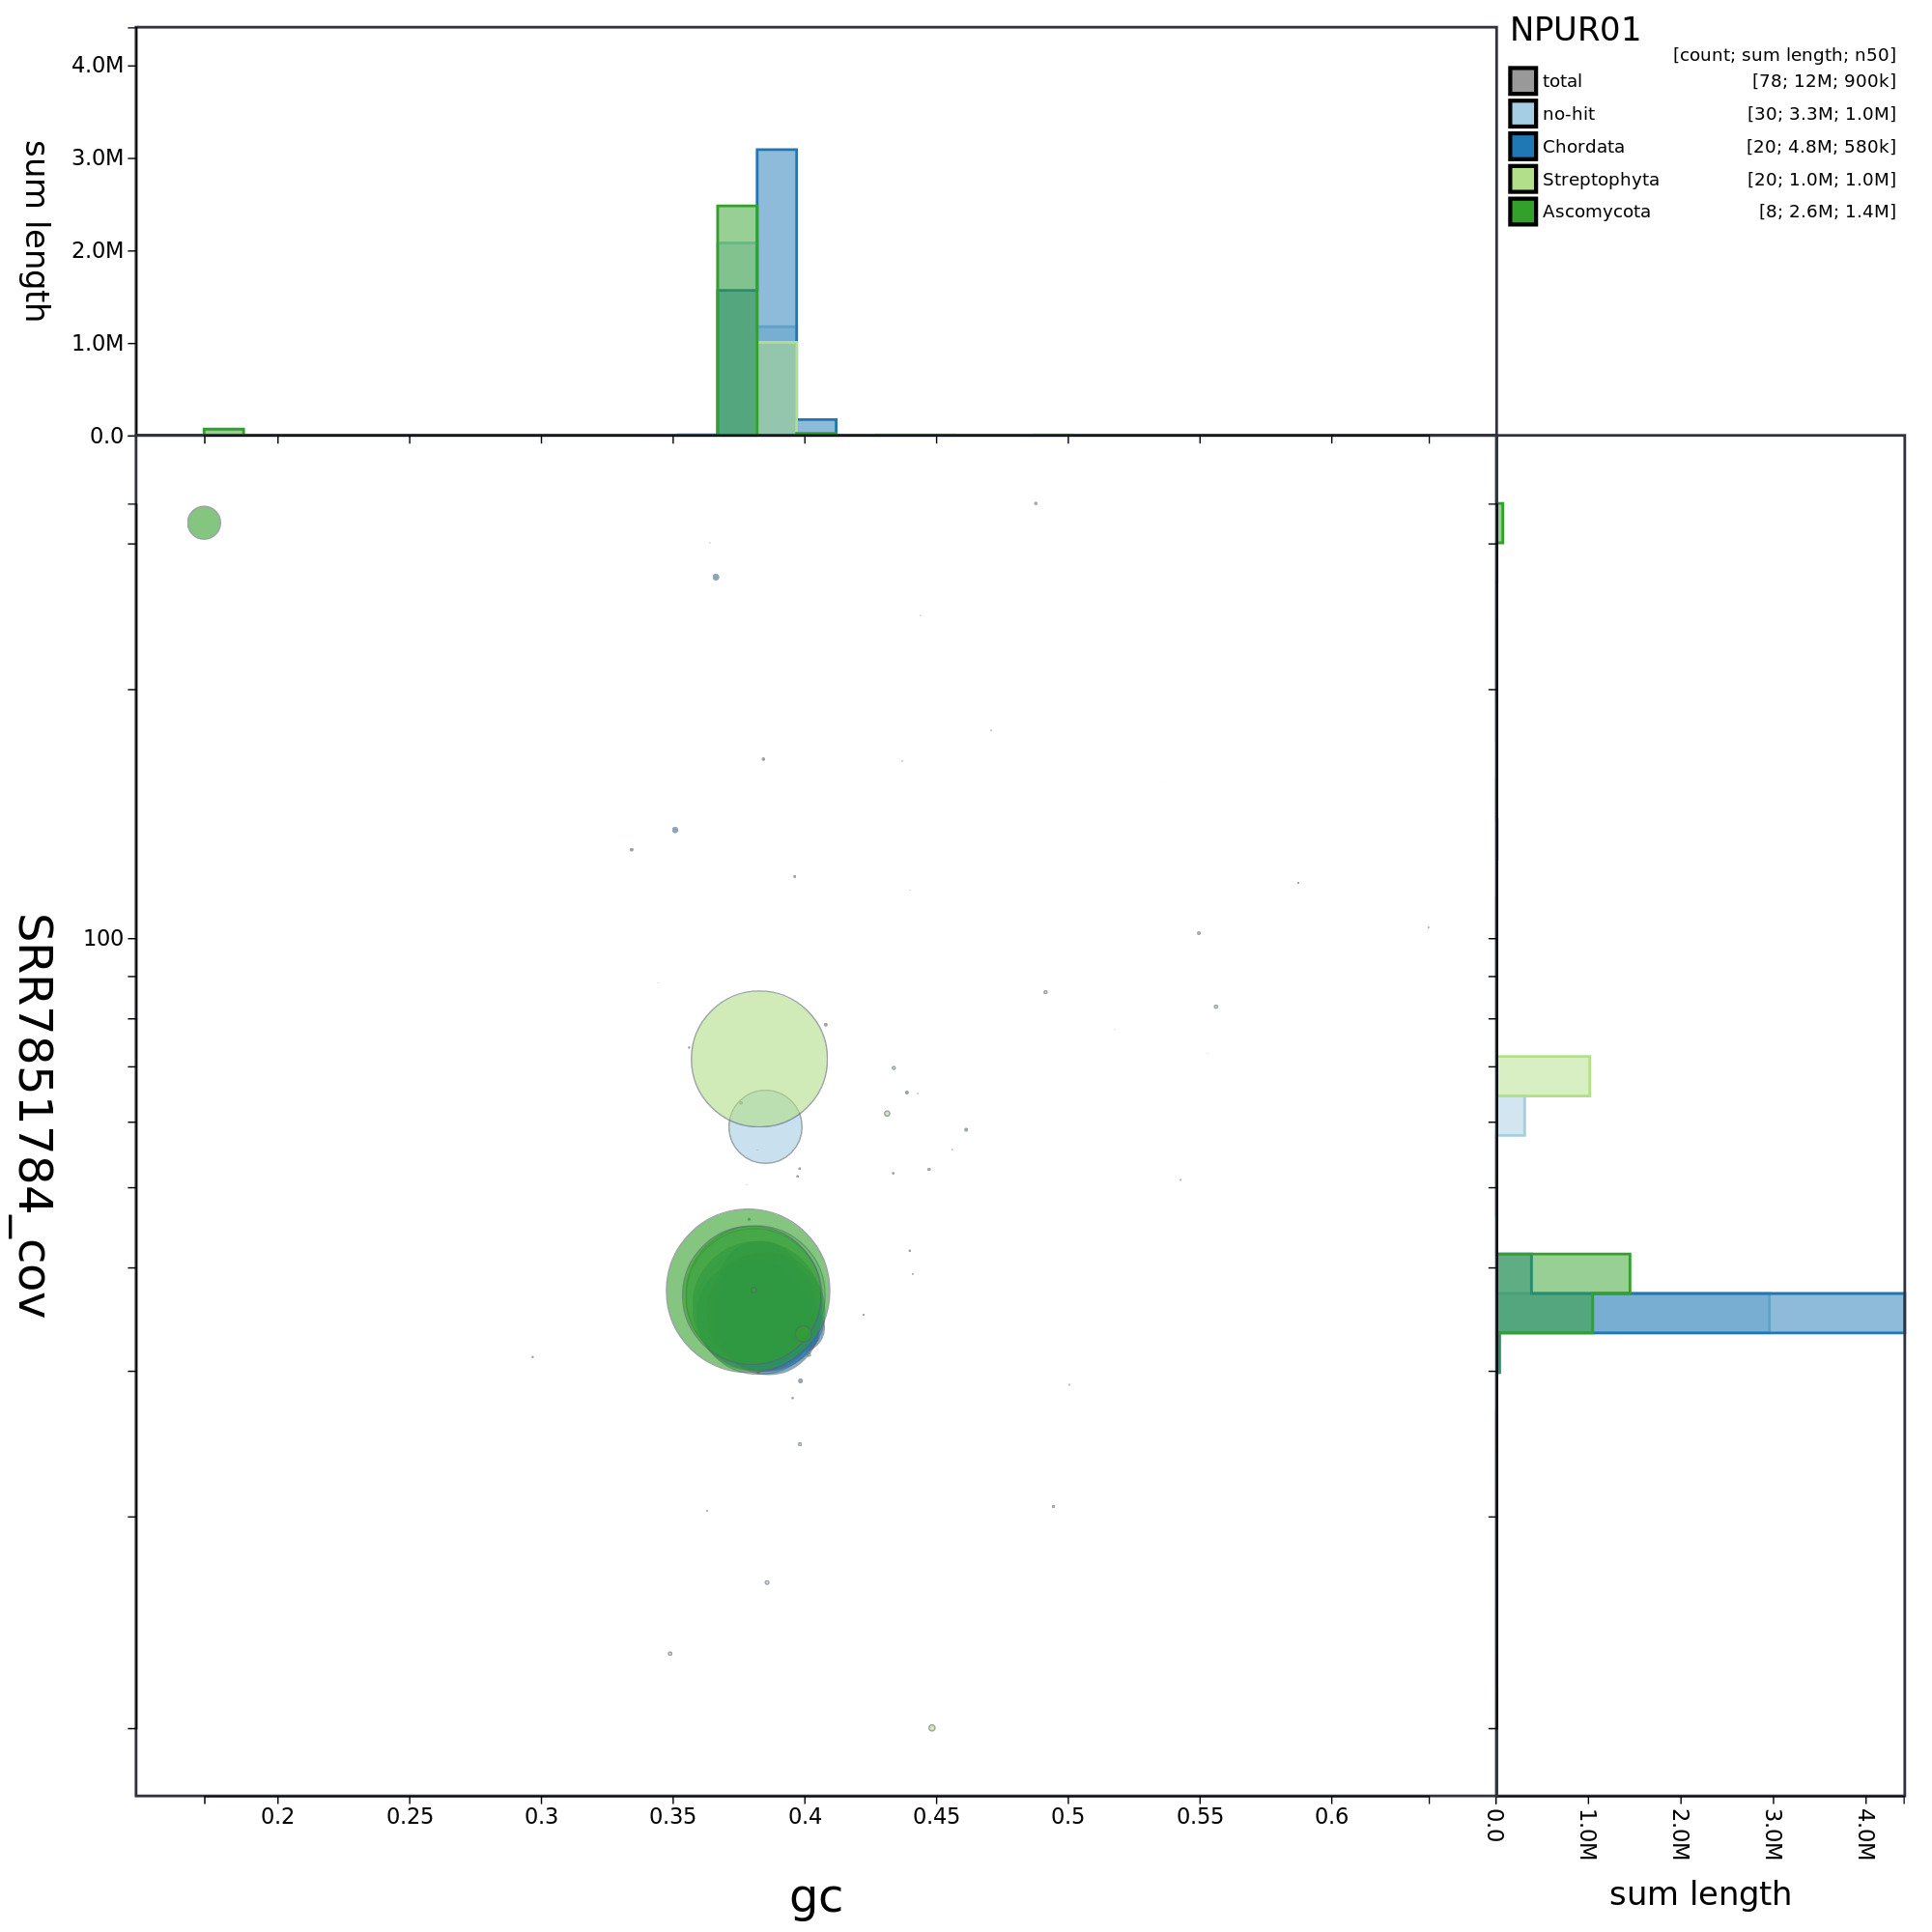 NPUR01
[count; sum length; n50]
total [78; 12M; 900k]
no-hit [30; 3.3M; 1.0M]
Chordata [20; 4.8M; 580k]
Streptophyta [20; 1.0M; 1.0M]
Ascomycota [8; 2.6M; 1.4M]
sum length
4.0M
3.0M
2.0M
1.0M
0.0
SRR7851784_cov
100
0.2 0.25 0.3 0.35 0.4 0.45 0.5 0.55 0.6
gc
0.0 1.0M 2.0M 3.0M 4.0M
sum length